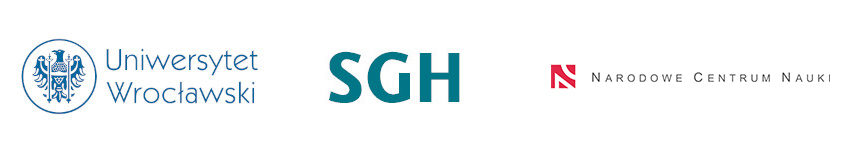 Uniwersytet
Wrocławski
SGH
NARODOWE CENTRUM NAUKI